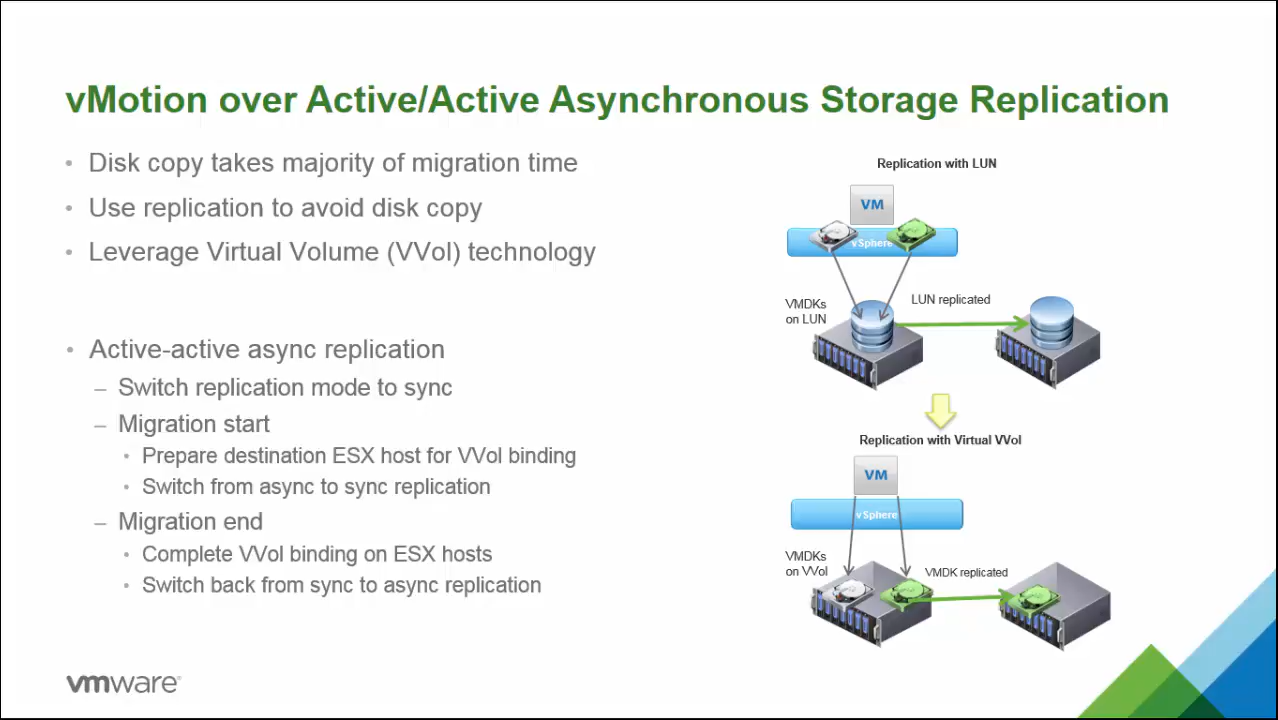 vMotion over Active/Active Asynchronous Storage Replication
• Disk copy takes majority of migration time
• Use replication to avoid disk copy
• Leverage Virtual Volume (VVol) technology
• Active-active async replication
– Switch replication mode to sync
– Migration start
• Prepare destination ESX host for VVol binding
• Switch from async to sync replication
– Migration end
• Complete VVol binding on ESX hosts
• Switch back from sync to async replication
Replication with LUN
VM
vSphere
VMDKs
on LUN
LUN replicated
Replication with Virtual VVol
VM
vSphere
VMDKs
on VVol
VMDK replicated
vmware